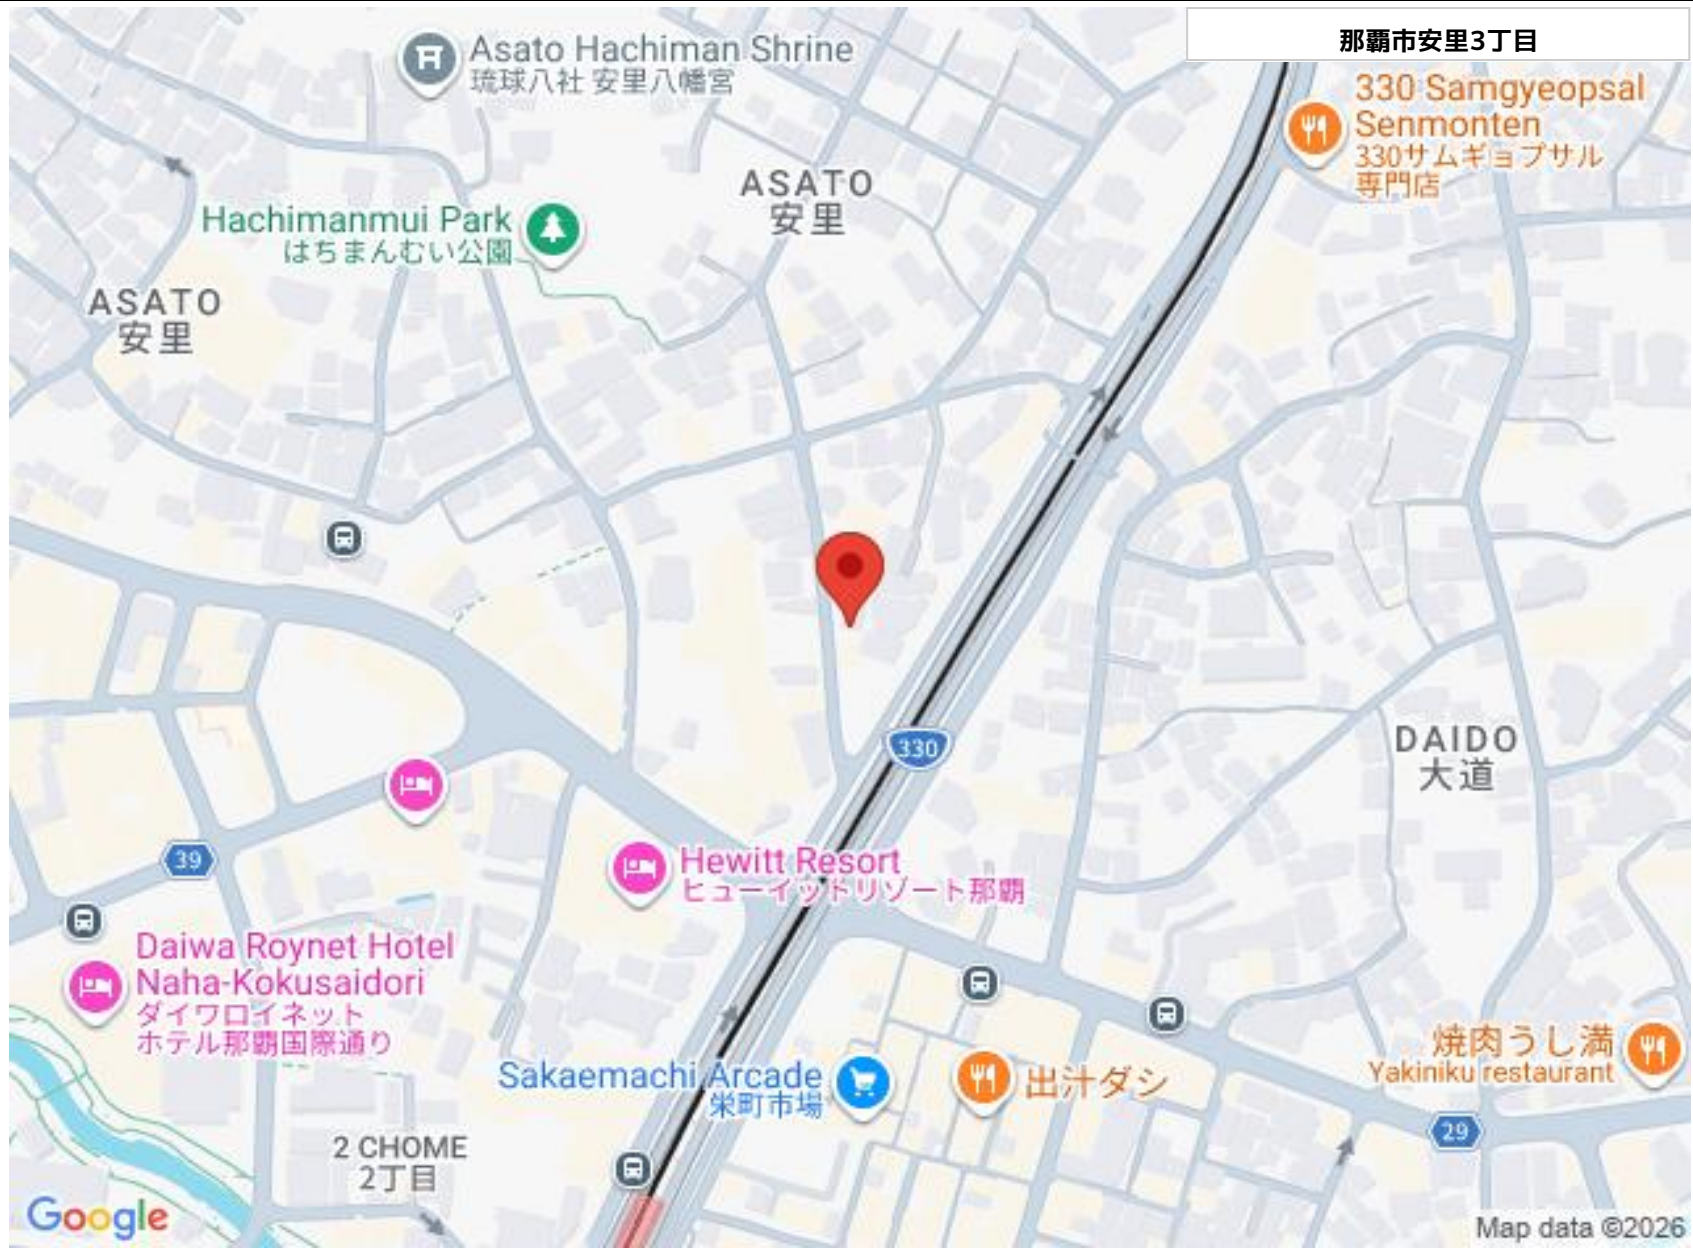 那覇市安里3丁目
Asato Hachiman Shrine
琉球八社 安里八幡宮
330 Samgyeopsal
Senmonten
330サムギョプサル
専門店
ASATO
安里
Hachimanmui Park
はちまんむい公園
ASATO
安里
330
DAIDO
大道
39
Hewitt Resort
ヒューイットリゾート那覇
Daiwa Roynet Hotel
Naha-Kokusaidori
ダイワロイネット
ホテル那覇国際通り
焼肉うし満
Yakiniku restaurant
Sakaemachi Arcade
栄町市場
出汁ダシ
29
2 CHOME
2丁目
Google
Map data ©2026